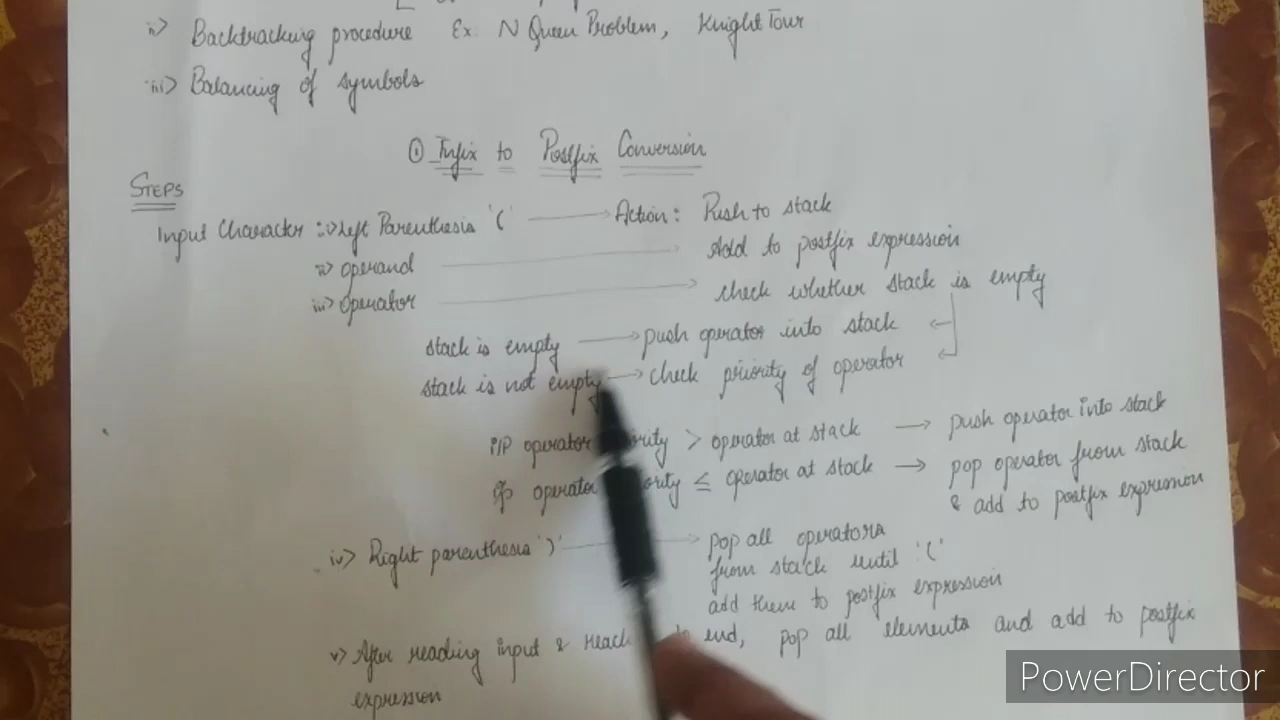 ii) Backtracking procedure Ex. N Queen Problem, Knight Tour
iii) Balancing of symbols
① Infix to Postfix Conversion
STEPS
Input Character : i) Left Parenthesis '(' → Action: Push to stack
ii) operand → Add to postfix expression
iii) operator → check whether stack is empty
stack is empty → push operator into stack
stack is not empty → check priority of operator
i/p operator > operator at stack → push operator into stack
i/p operator ≤ operator at stack → pop operator from stack
& add to postfix expression
iv) Right parenthesis ')' → pop all operators
from stack until '('
add them to postfix expression
v) After reading input & end, pop all elements and add to postfix
expression
PowerDirector